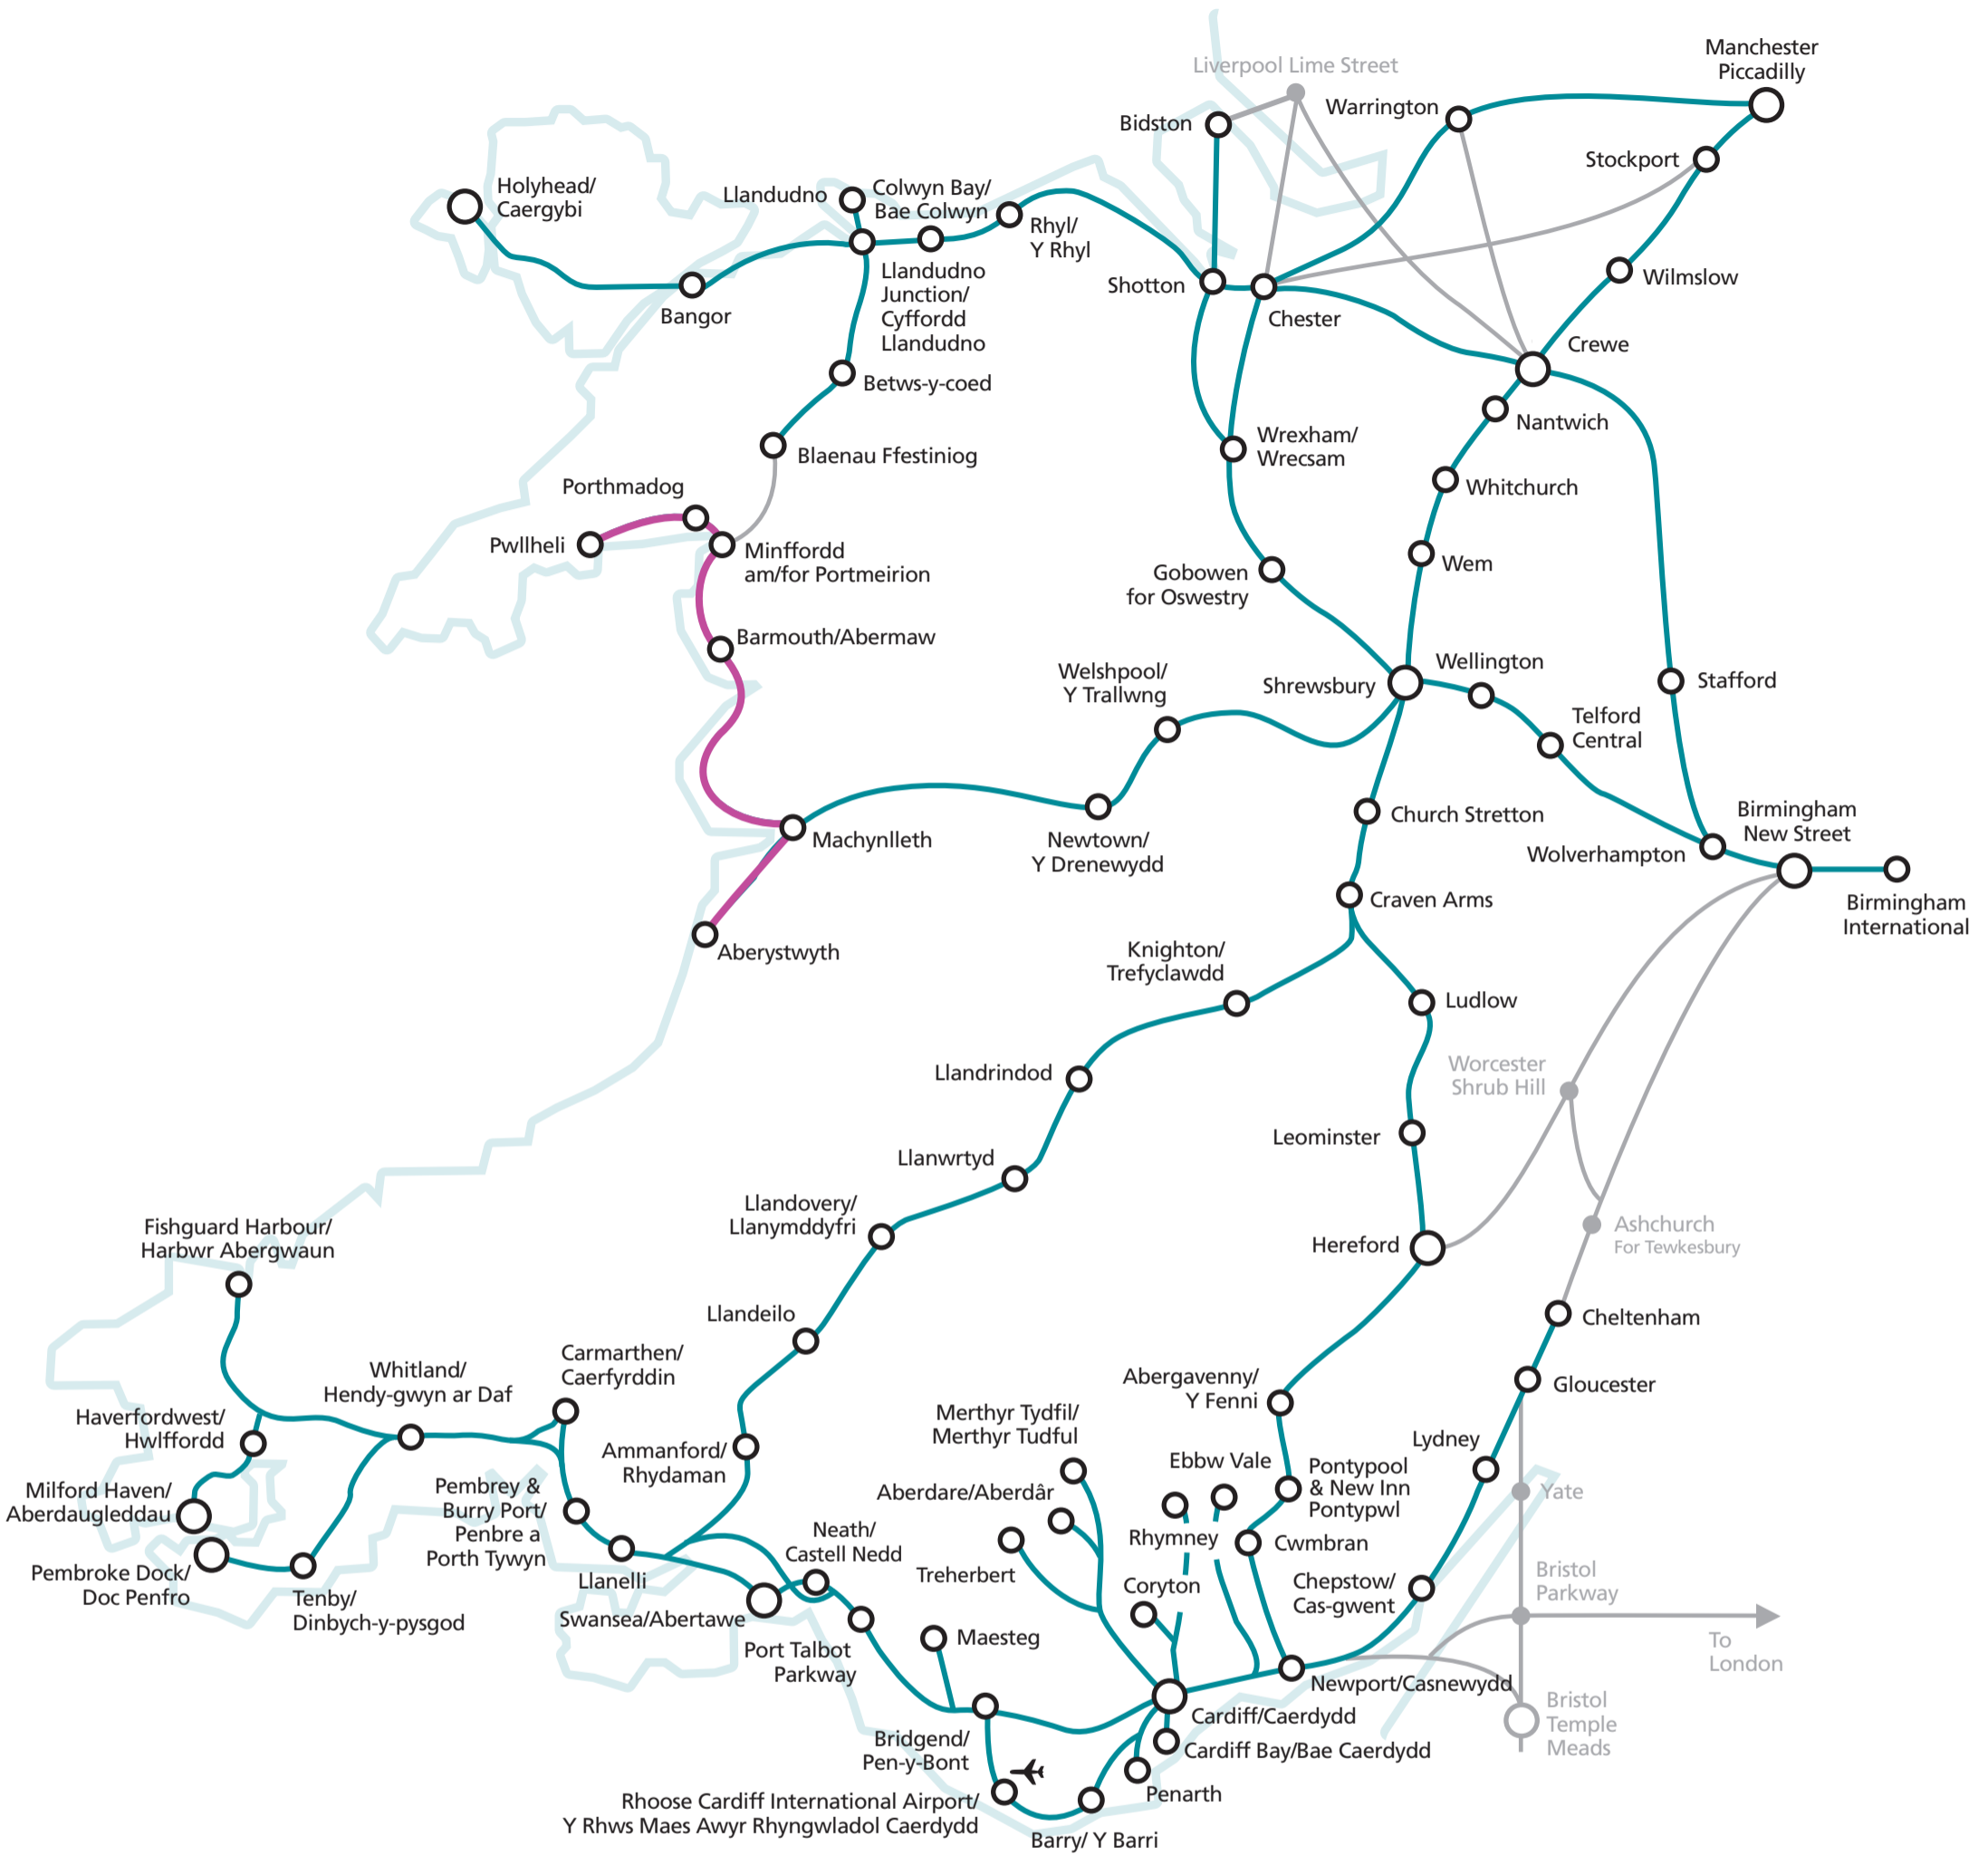 Manchester
Piccadilly
Liverpool Lime Street
Warrington
Bidston
Stockport
Holyhead/
Caergybi
Llandudno
Colwyn Bay/
Bae Colwyn
Rhyl/
Y Rhyl
Llandudno
Junction/
Cyffordd
Llandudno
Bangor
Shotton
Chester
Wilmslow
Crewe
Betws-y-coed
Nantwich
Wrexham/
Wrecsam
Blaenau Ffestiniog
Whitchurch
Porthmadog
Pwllheli
Minffordd
am/for Portmeirion
Wem
Gobowen
for Oswestry
Barmouth/Abermaw
Welshpool/
Y Trallwng
Shrewsbury
Wellington
Stafford
Telford
Central
Church Stretton
Birmingham
New Street
Machynlleth
Newtown/
Y Drenewydd
Wolverhampton
Craven Arms
Birmingham
International
Aberystwyth
Knighton/
Trefyclawdd
Ludlow
Llandrindod
Worcester
Shrub Hill
Leominster
Llanwrtyd
Llandovery/
Llanymddyfri
Hereford
Ashchurch
For Tewkesbury
Fishguard Harbour/
Harbwr Abergwaun
Llandeilo
Cheltenham
Carmarthen/
Caerfyrddin
Whitland/
Hendy-gwyn ar Daf
Abergavenny/
Y Fenni
Gloucester
Haverfordwest/
Hwlffordd
Merthyr Tydfil/
Merthyr Tudful
Lydney
Ammanford/
Rhydaman
Ebbw Vale
Pontypool
& New Inn
Pontypwl
Milford Haven/
Aberdaugleddau
Pembrey &
Burry Port/
Penbre a
Porth Tywyn
Aberdare/Aberdâr
Yate
Neath/
Castell Nedd
Rhymney
Cwmbran
Pembroke Dock/
Doc Penfro
Tenby/
Dinbych-y-pysgod
Llanelli
Treherbert
Coryton
Chepstow/
Cas-gwent
Bristol
Parkway
Swansea/Abertawe
Port Talbot
Parkway
Maesteg
To
London
Newport/Casnewydd
Bristol
Temple
Meads
Cardiff/Caerdydd
Bridgend/
Pen-y-Bont
Cardiff Bay/Bae Caerdydd
Penarth
Rhoose Cardiff International Airport/
Y Rhws Maes Awyr Rhyngwladol Caerdydd
Barry/ Y Barri